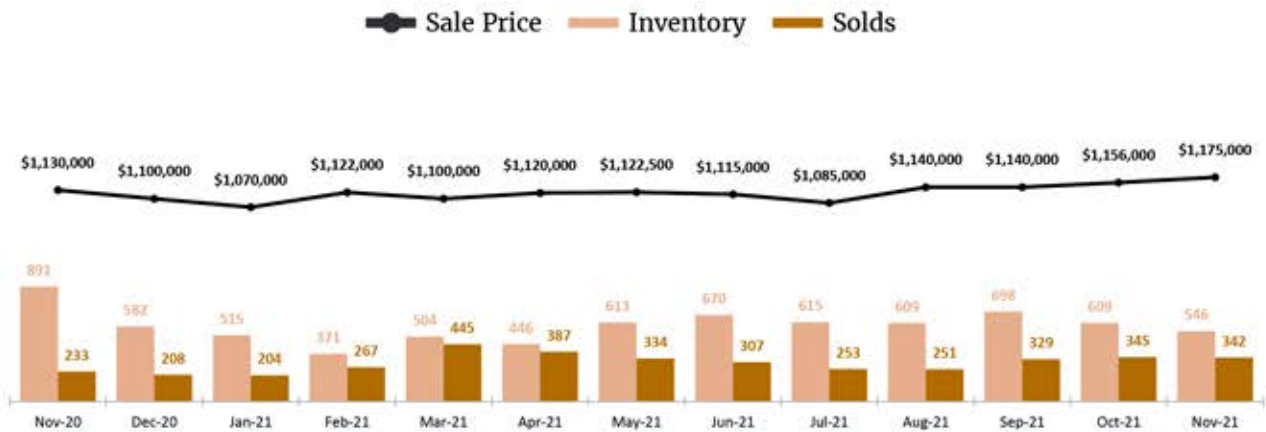 Sale Price Inventory Solds
$1,130,000 $1,100,000 $1,070,000 $1,122,000 $1,100,000 $1,120,000 $1,122,500 $1,115,000 $1,085,000 $1,140,000 $1,140,000 $1,156,000 $1,175,000
891 582 515 371 504 446 613 670 615 609 698 609 546
233 208 204 267 445 387 334 307 253 251 329 345 342
Nov-20 Dec-20 Jan-21 Feb-21 Mar-21 Apr-21 May-21 Jun-21 Jul-21 Aug-21 Sep-21 Oct-21 Nov-21